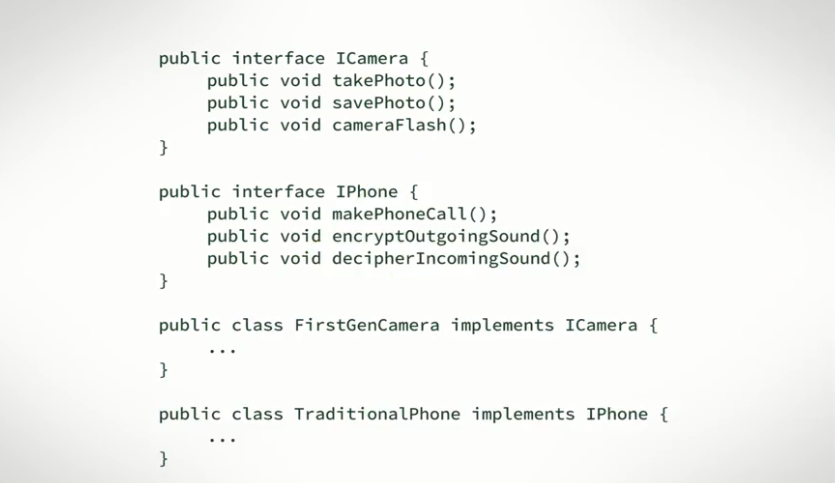 public interface ICamera {
public void takePhoto();
public void savePhoto();
public void cameraFlash();
}
public interface IPhone {
public void makePhoneCall();
public void encryptOutgoingSound();
public void decipherIncomingSound();
}
public class FirstGenCamera implements ICamera {
...
}
public class TraditionalPhone implements IPhone {
...
}